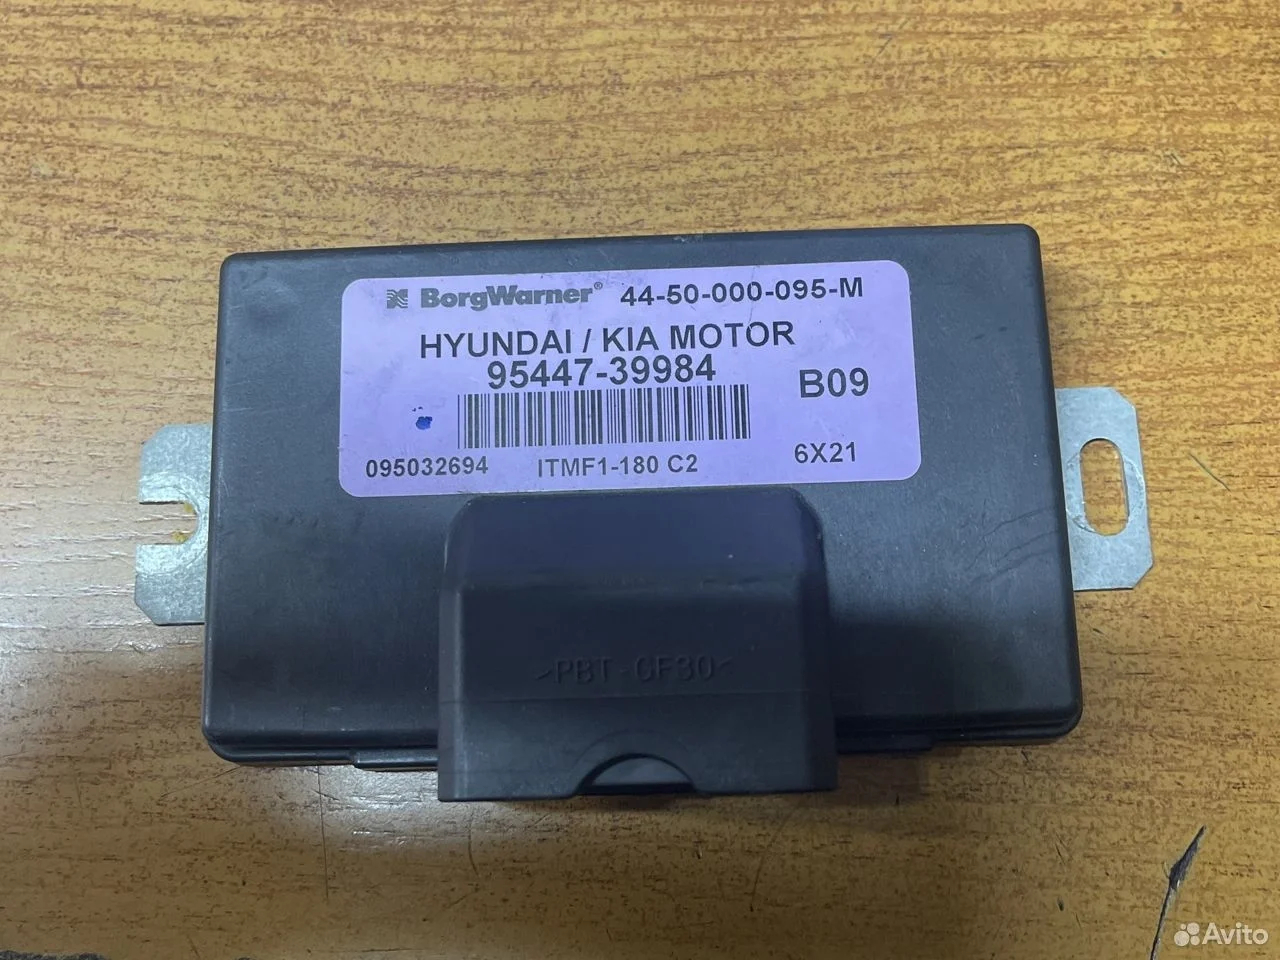 BorgWarner® 44-50-000-095-M
HYUNDAI / KIA MOTOR
95447-39984
B09
095032694 ITMF1-180 C2 6X21
>PBT-GF30<
Avito